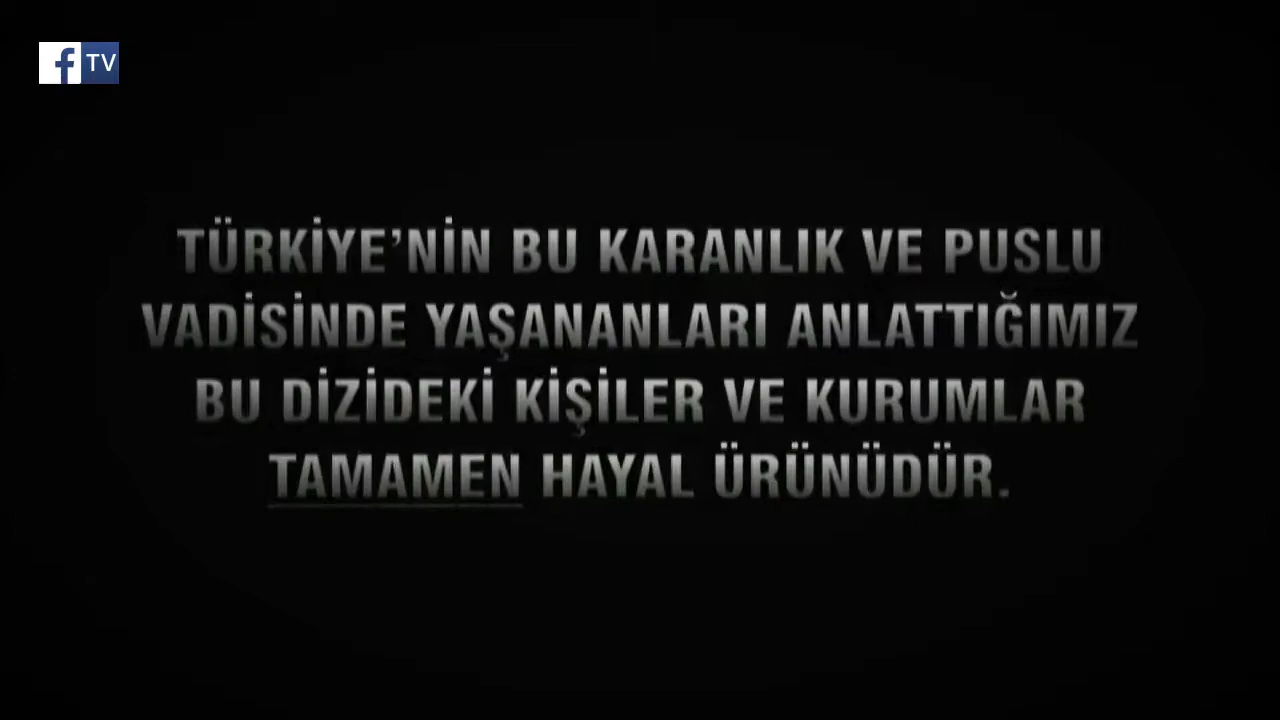 f TV
TÜRKİYE'NİN BU KARANLIK VE PUSLU
VADİSİNDE YAŞANANLARI ANLATTIĞIMIZ
BU DİZİDEKİ KİŞİLER VE KURUMLAR
TAMAMEN HAYAL ÜRÜNÜDÜR.